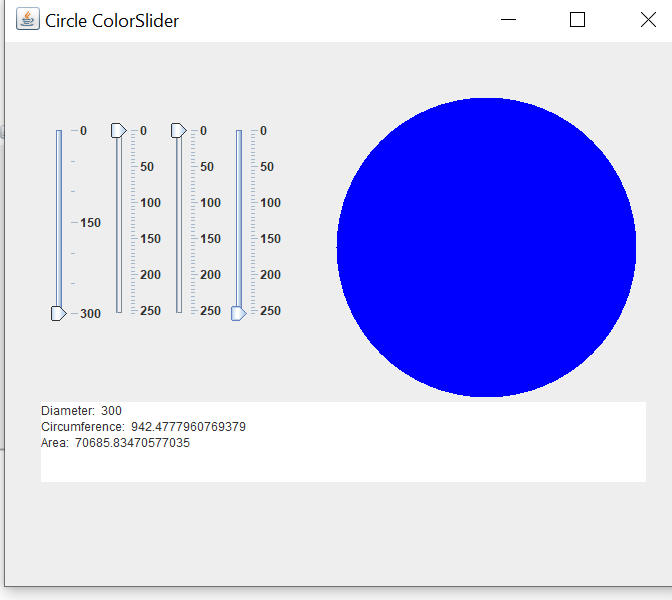 Circle ColorSlider
0 0 0 0
50 50 50
100 100 100
150 150 150 150
200 200 200
300 250 250 250
Diameter: 300
Circumference: 942.4777960769379
Area: 70685.83470577035